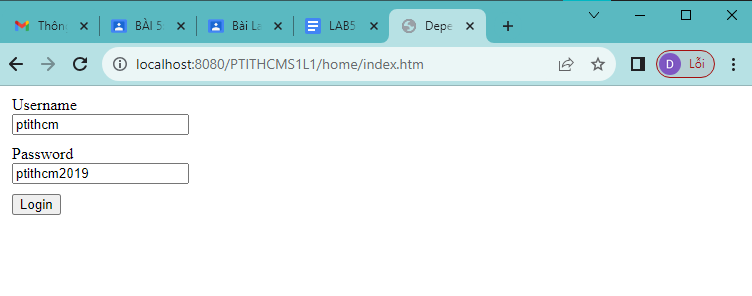 Thôn
BÀI 5
Bài La
LAB5
Depe
localhost:8080/PTITHCMS1L1/home/index.htm
D Lỗi
Username
ptithcm
Password
ptithcm2019
Login